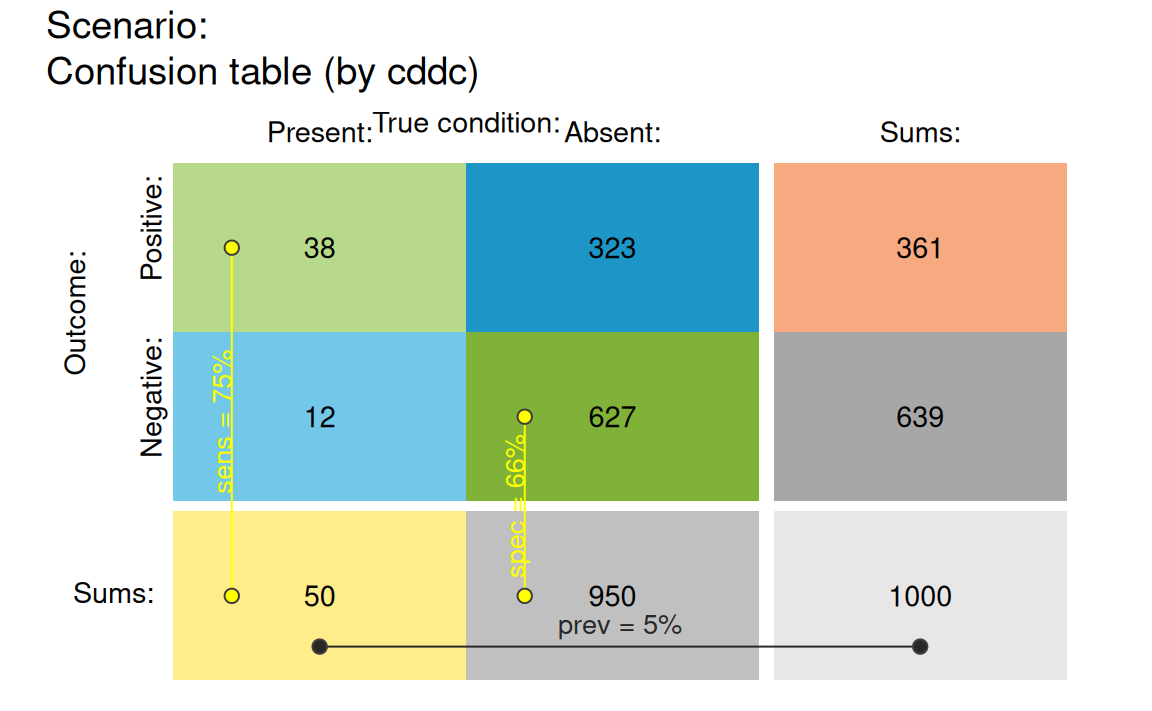 Scenario:
Confusion table (by cddc)
True condition:
Present:
Absent:
Sums:
Outcome:
Positive:
38
323
361
Negative:
12
627
639
sens = 75%
spec = 66%
Sums:
50
950
1000
prev = 5%